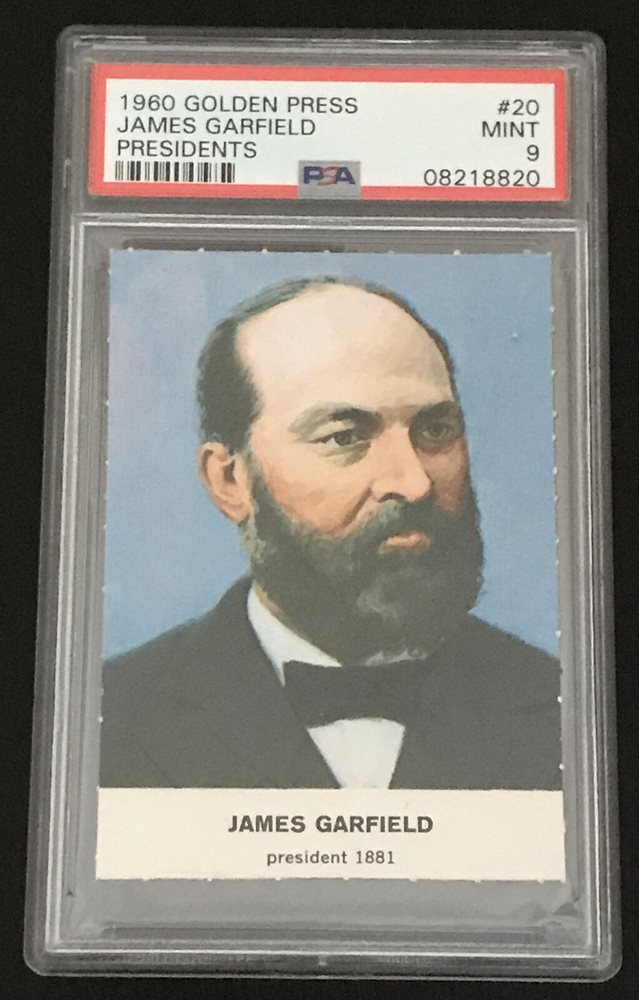 1960 GOLDEN PRESS #20
JAMES GARFIELD MINT
PRESIDENTS 9
PSA 08218820
JAMES GARFIELD
president 1881